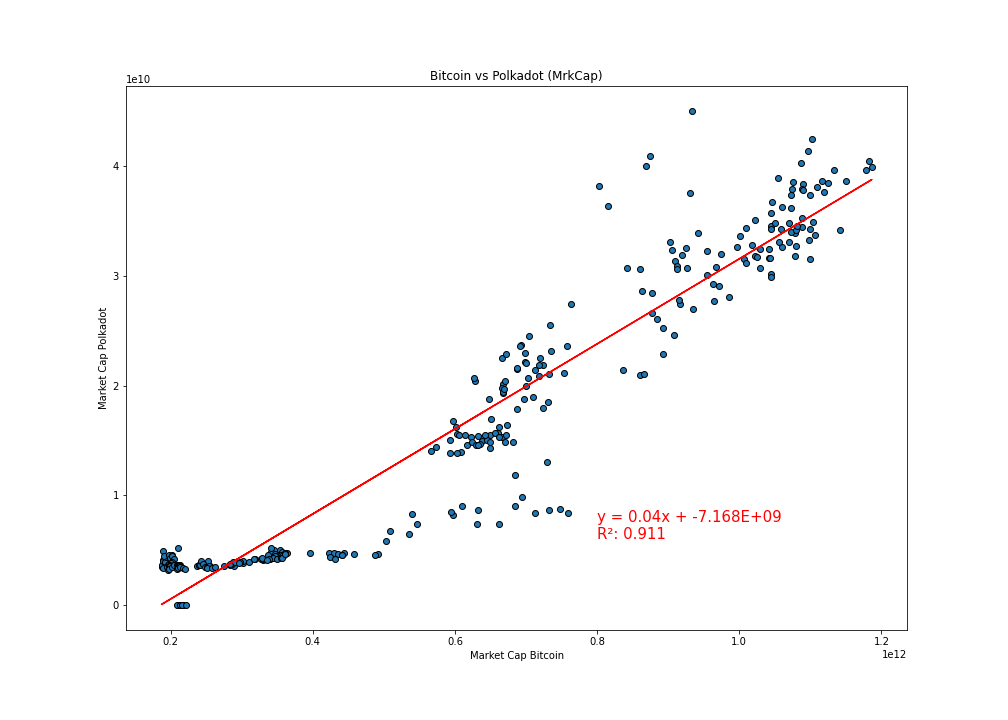 Bitcoin vs Polkadot (MrkCap)
1e10
4
3
2
1
0
Market Cap Polkadot
y = 0.04x + -7.168E+09
R²: 0.911
0.2 0.4 0.6 0.8 1.0 1.2
Market Cap Bitcoin
1e12